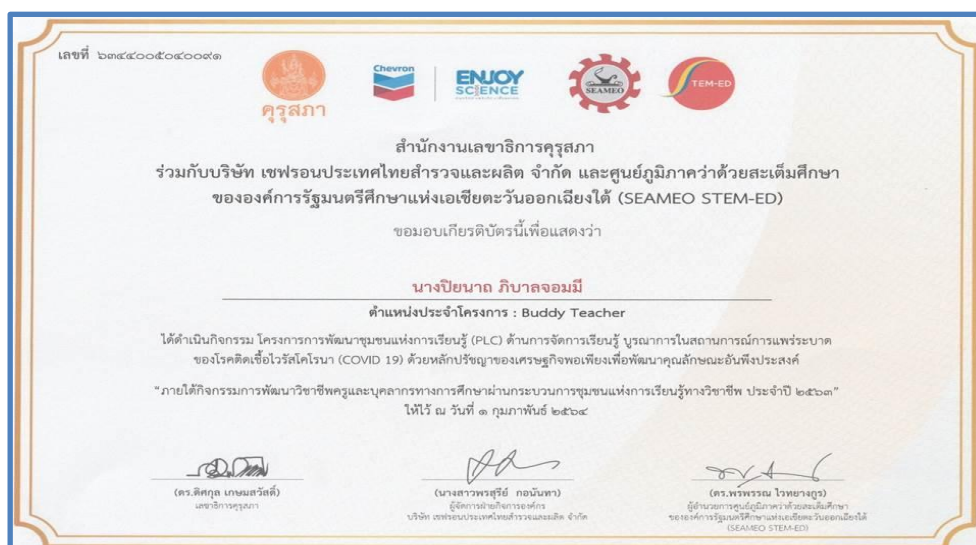 เลขที่ ๖๓๔๔๐๐๕๐๔๐๐๙๑
คุรุสภา
Chevron
ENJOY
SCIENCE
SEAMEO
STEM-ED
สำนักงานเลขาธิการคุรุสภา
ร่วมกับบริษัท เชฟรอนประเทศไทยสำรวจและผลิต จำกัด และศูนย์ภูมิภาคว่าด้วยสะเต็มศึกษา
ขององค์การรัฐมนตรีศึกษาแห่งเอเชียตะวันออกเฉียงใต้ (SEAMEO STEM-ED)
ขอมอบเกียรติบัตรนี้เพื่อแสดงว่า
นางปิยนาถ ภิบาลจอมมี
ตำแหน่งประจำโครงการ : Buddy Teacher
ได้ดำเนินกิจกรรม โครงการการพัฒนาชุมชนแห่งการเรียนรู้ (PLC) ด้านการจัดการเรียนรู้ บูรณาการในสถานการณ์การแพร่ระบาด
ของโรคติดเชื้อไวรัสโคโรนา (COVID 19) ด้วยหลักปรัชญาของเศรษฐกิจพอเพียงเพื่อพัฒนาคุณลักษณะอันพึงประสงค์
"ภายใต้กิจกรรมการพัฒนาวิชาชีพครูและบุคลากรทางการศึกษาผ่านกระบวนการชุมชนแห่งการเรียนรู้ทางวิชาชีพ ประจำปี ๒๕๖๓"
ให้ไว้ ณ วันที่ ๑ กุมภาพันธ์ ๒๕๖๔
(ดร.ดิศกุล เกษมสวัสดิ์)
เลขาธิการคุรุสภา
(นางสาวพรสุรีย์ กอนันทา)
ผู้จัดการฝ่ายกิจการองค์กร
บริษัท เชฟรอนประเทศไทยสำรวจและผลิต จำกัด
(ดร.พรพรรณ ไวทยางกูร)
ผู้อำนวยการศูนย์ภูมิภาคว่าด้วยสะเต็มศึกษา
ขององค์การรัฐมนตรีศึกษาแห่งเอเชียตะวันออกเฉียงใต้
(SEAMEO STEM-ED)